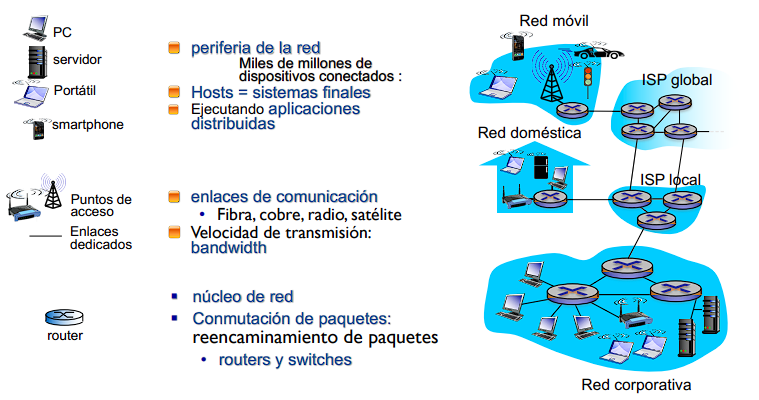 PC
servidor
Portátil
smartphone
Puntos de
acceso
Enlaces
dedicados
router
periferia de la red
Miles de millones de
dispositivos conectados :
Hosts = sistemas finales
Ejecutando aplicaciones
distribuidas
enlaces de comunicación
• Fibra, cobre, radio, satélite
Velocidad de transmisión:
bandwidth
núcleo de red
Conmutación de paquetes:
reencaminamiento de paquetes
• routers y switches
Red móvil
ISP global
Red doméstica
ISP local
Red corporativa